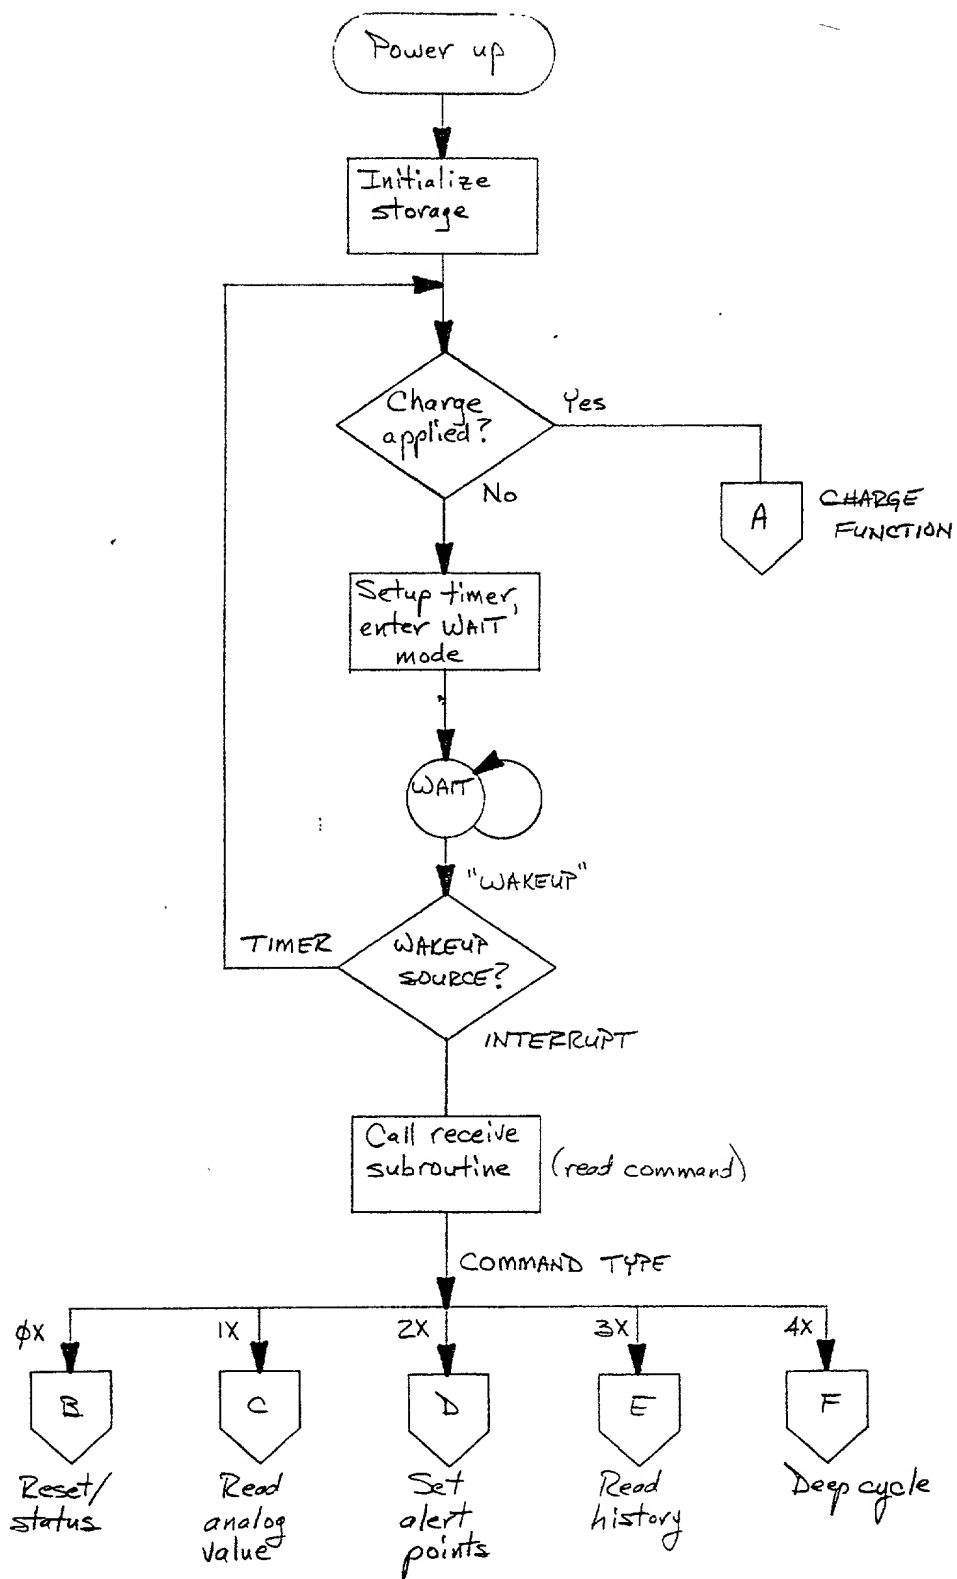 Power up
Initialize
storage
Charge
applied?
Yes
No
A
CHARGE
FUNCTION
Setup timer,
enter WAIT
mode
WAIT
"WAKEUP"
TIMER
WAKEUP
SOURCE?
INTERRUPT
Call receive
subroutine
(read command)
COMMAND TYPE
ØX
1X
2X
3X
4X
B
C
D
E
F
Reset/
status
Read
analog
value
Set
alert
points
Read
history
Deep cycle